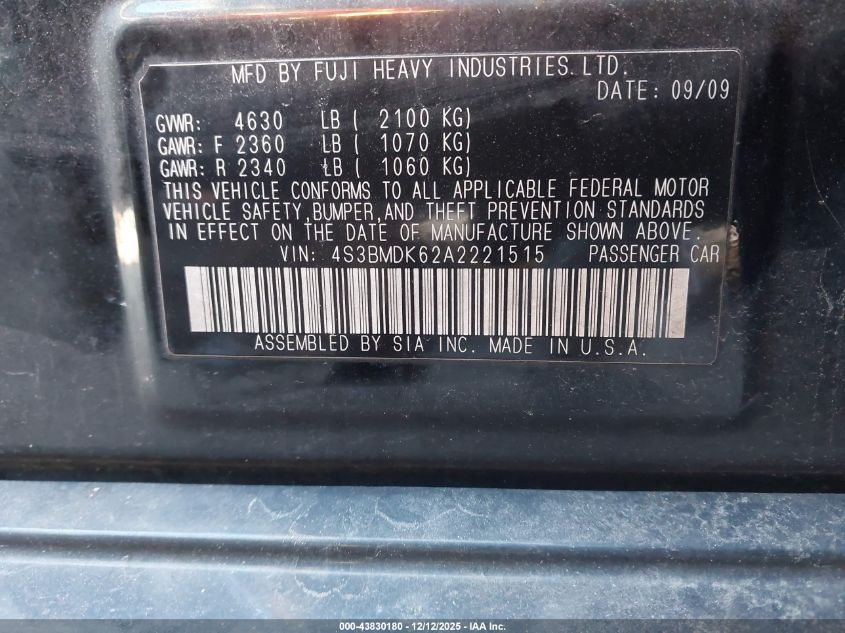 MFD BY FUJI HEAVY INDUSTRIES LTD.
DATE: 09/09
GVWR: 4630 LB ( 2100 KG)
GAWR: F 2360 LB ( 1070 KG)
GAWR: R 2340 LB ( 1060 KG)
THIS VEHICLE CONFORMS TO ALL APPLICABLE FEDERAL MOTOR
VEHICLE SAFETY,BUMPER,AND THEFT PREVENTION STANDARDS
IN EFFECT ON THE DATE OF MANUFACTURE SHOWN ABOVE.
VIN: 4S3BMDK62A2221515 PASSENGER CAR
ASSEMBLED BY SIA INC. MADE IN U.S.A.
000-43830180 - 12/12/2025 - IAA Inc.